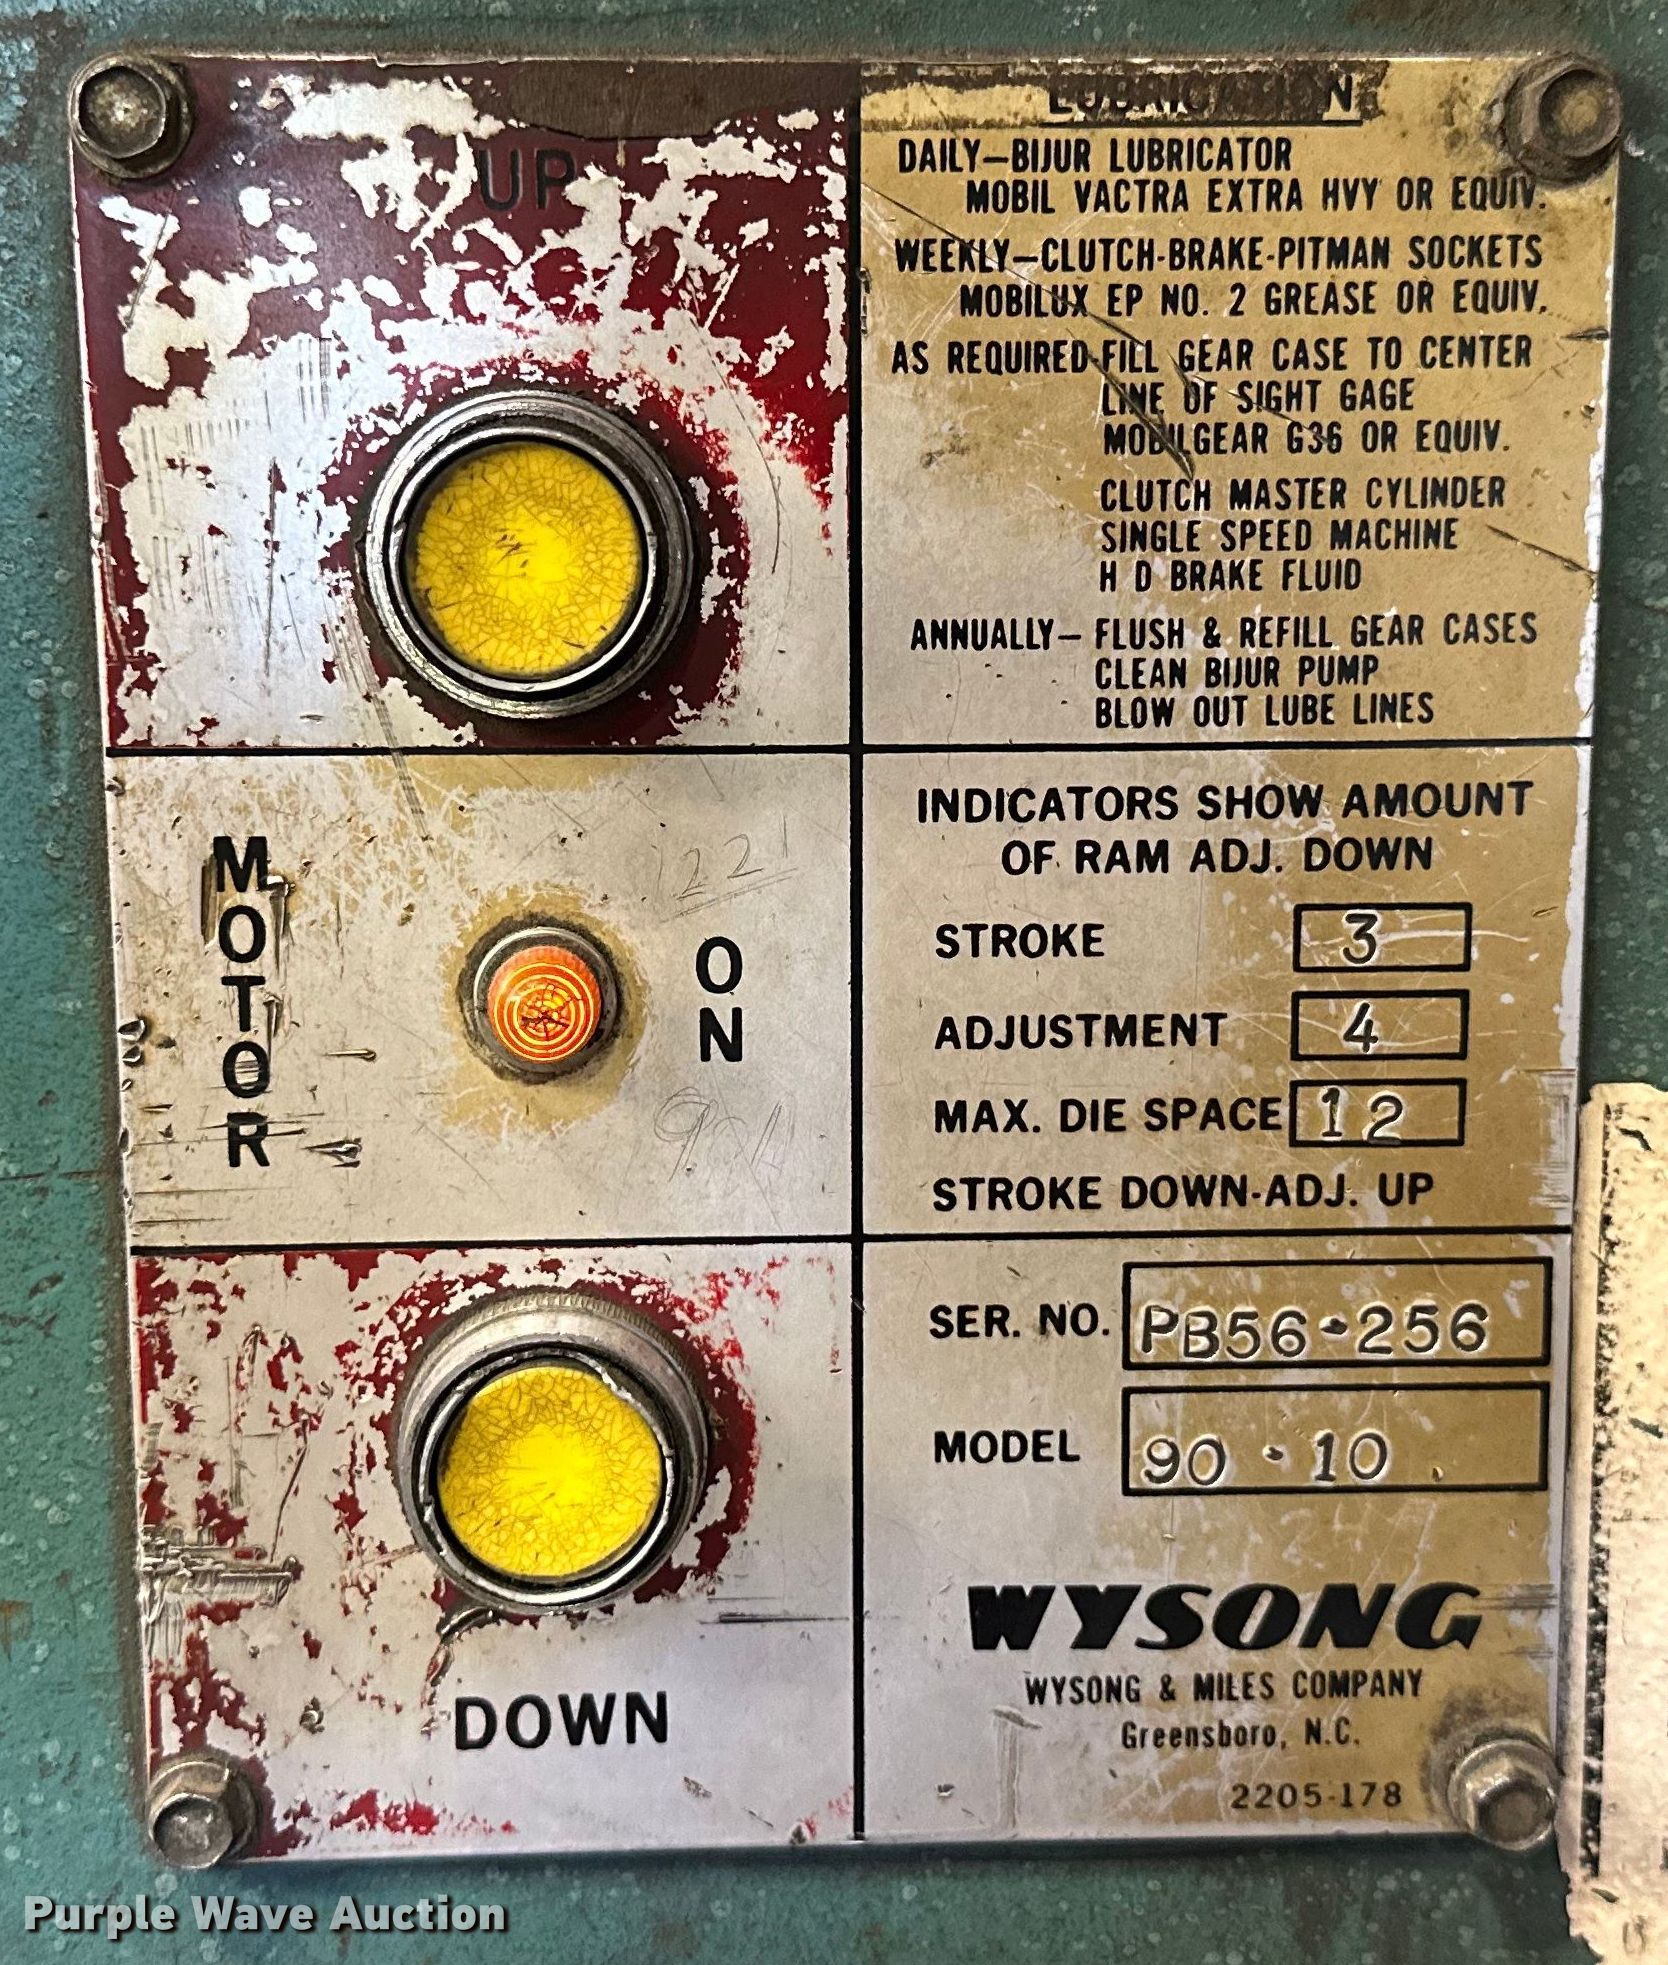 UP
LUBRICATION
DAILY—BIJUR LUBRICATOR
MOBIL VACTRA EXTRA HVY OR EQUIV.
WEEKLY—CLUTCH-BRAKE-PITMAN SOCKETS
MOBILUX EP NO. 2 GREASE OR EQUIV.
AS REQUIRED-FILL GEAR CASE TO CENTER
LINE OF SIGHT GAGE
MOBILGEAR G36 OR EQUIV.
CLUTCH MASTER CYLINDER
SINGLE SPEED MACHINE
H D BRAKE FLUID
ANNUALLY— FLUSH & REFILL GEAR CASES
CLEAN BIJUR PUMP
BLOW OUT LUBE LINES
MOTOR
ON
221
INDICATORS SHOW AMOUNT
OF RAM ADJ. DOWN
STROKE 3
ADJUSTMENT 4
MAX. DIE SPACE 12
STROKE DOWN-ADJ. UP
DOWN
SER. NO. PB56-256
MODEL 90-10
WYSONG
WYSONG & MILES COMPANY
Greensboro, N.C.
2205-178
Purple Wave Auction